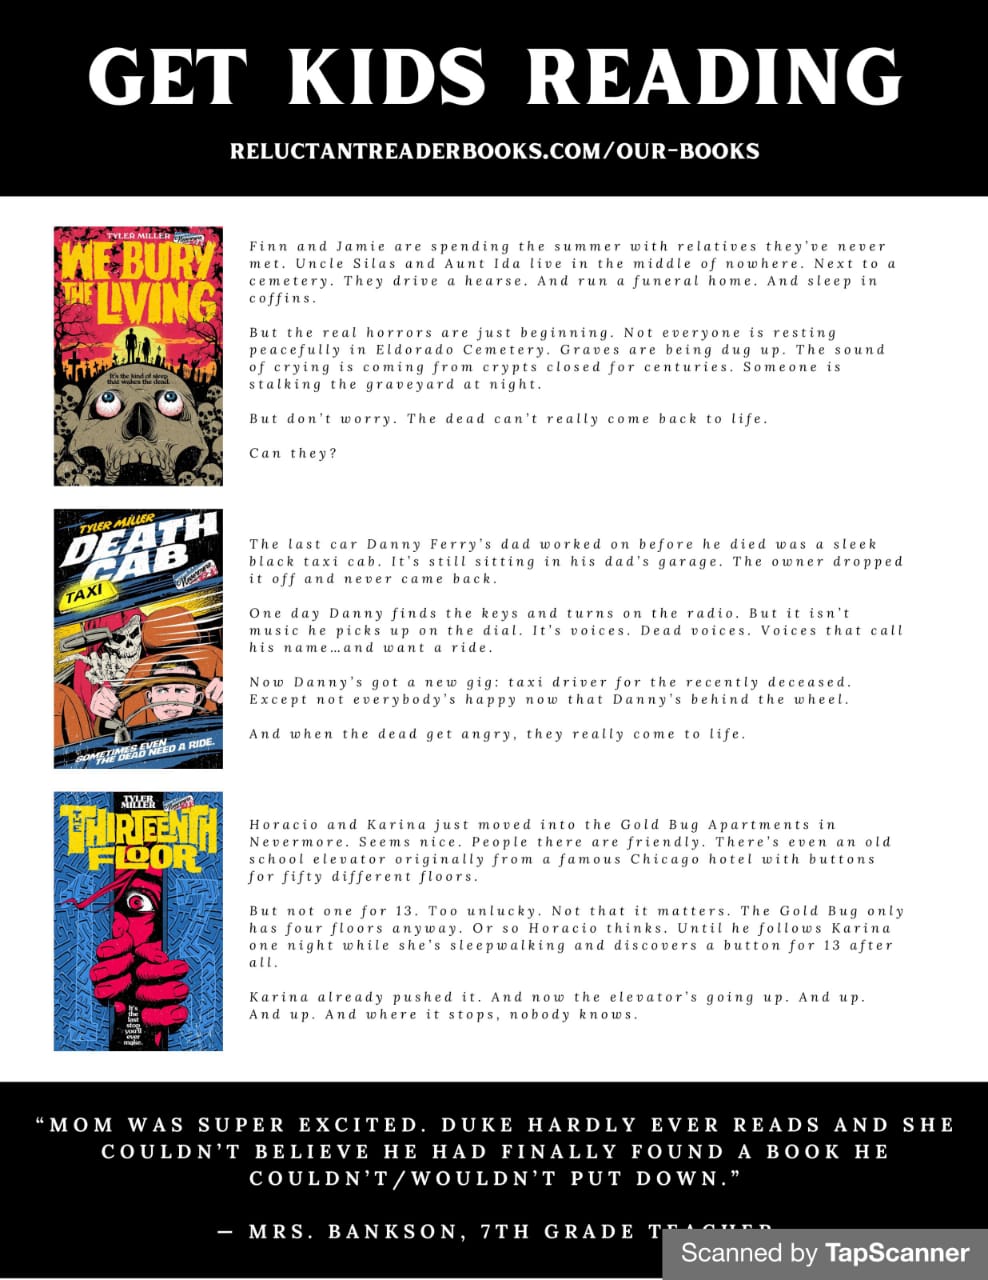 GET KIDS READING
RELUCTANTREADERBOOKS.COM/OUR-BOOKS
TYLER MILLER
WE BURY
THE LIVING
It's the kind of sleep
that wakes the dead.
Finn and Jamie are spending the summer with relatives they've never
met. Uncle Silas and Aunt Ida live in the middle of nowhere. Next to a
cemetery. They drive a hearse. And run a funeral home. And sleep in
coffins.
But the real horrors are just beginning. Not everyone is resting
peacefully in Eldorado Cemetery. Graves are being dug up. The sound
of crying is coming from crypts closed for centuries. Someone is
stalking the graveyard at night.
But don't worry. The dead can't really come back to life.
Can they?
TYLER MILLER
DEATH
CAB
TAXI
SOMETIMES EVEN
THE DEAD NEED A RIDE.
The last car Danny Ferry's dad worked on before he died was a sleek
black taxi cab. It's still sitting in his dad's garage. The owner dropped
it off and never came back.
One day Danny finds the keys and turns on the radio. But it isn't
music he picks up on the dial. It's voices. Dead voices. Voices that call
his name…and want a ride.
Now Danny's got a new gig: taxi driver for the recently deceased.
Except not everybody's happy now that Danny's behind the wheel.
And when the dead get angry, they really come to life.
TYLER
MILLER
THE THIRTEENTH
FLOOR
It's
the
last
stop
you'll
ever
make.
Horacio and Karina just moved into the Gold Bug Apartments in
Nevermore. Seems nice. People there are friendly. There's even an old
school elevator originally from a famous Chicago hotel with buttons
for fifty different floors.
But not one for 13. Too unlucky. Not that it matters. The Gold Bug only
has four floors anyway. Or so Horacio thinks. Until he follows Karina
one night while she's sleepwalking and discovers a button for 13 after
all.
Karina already pushed it. And now the elevator's going up. And up.
And up. And where it stops, nobody knows.
"MOM WAS SUPER EXCITED. DUKE HARDLY EVER READS AND SHE
COULDN'T BELIEVE HE HAD FINALLY FOUND A BOOK HE
COULDN'T/WOULDN'T PUT DOWN."
— MRS. BANKSON, 7TH GRADE TEACHER
Scanned by TapScanner